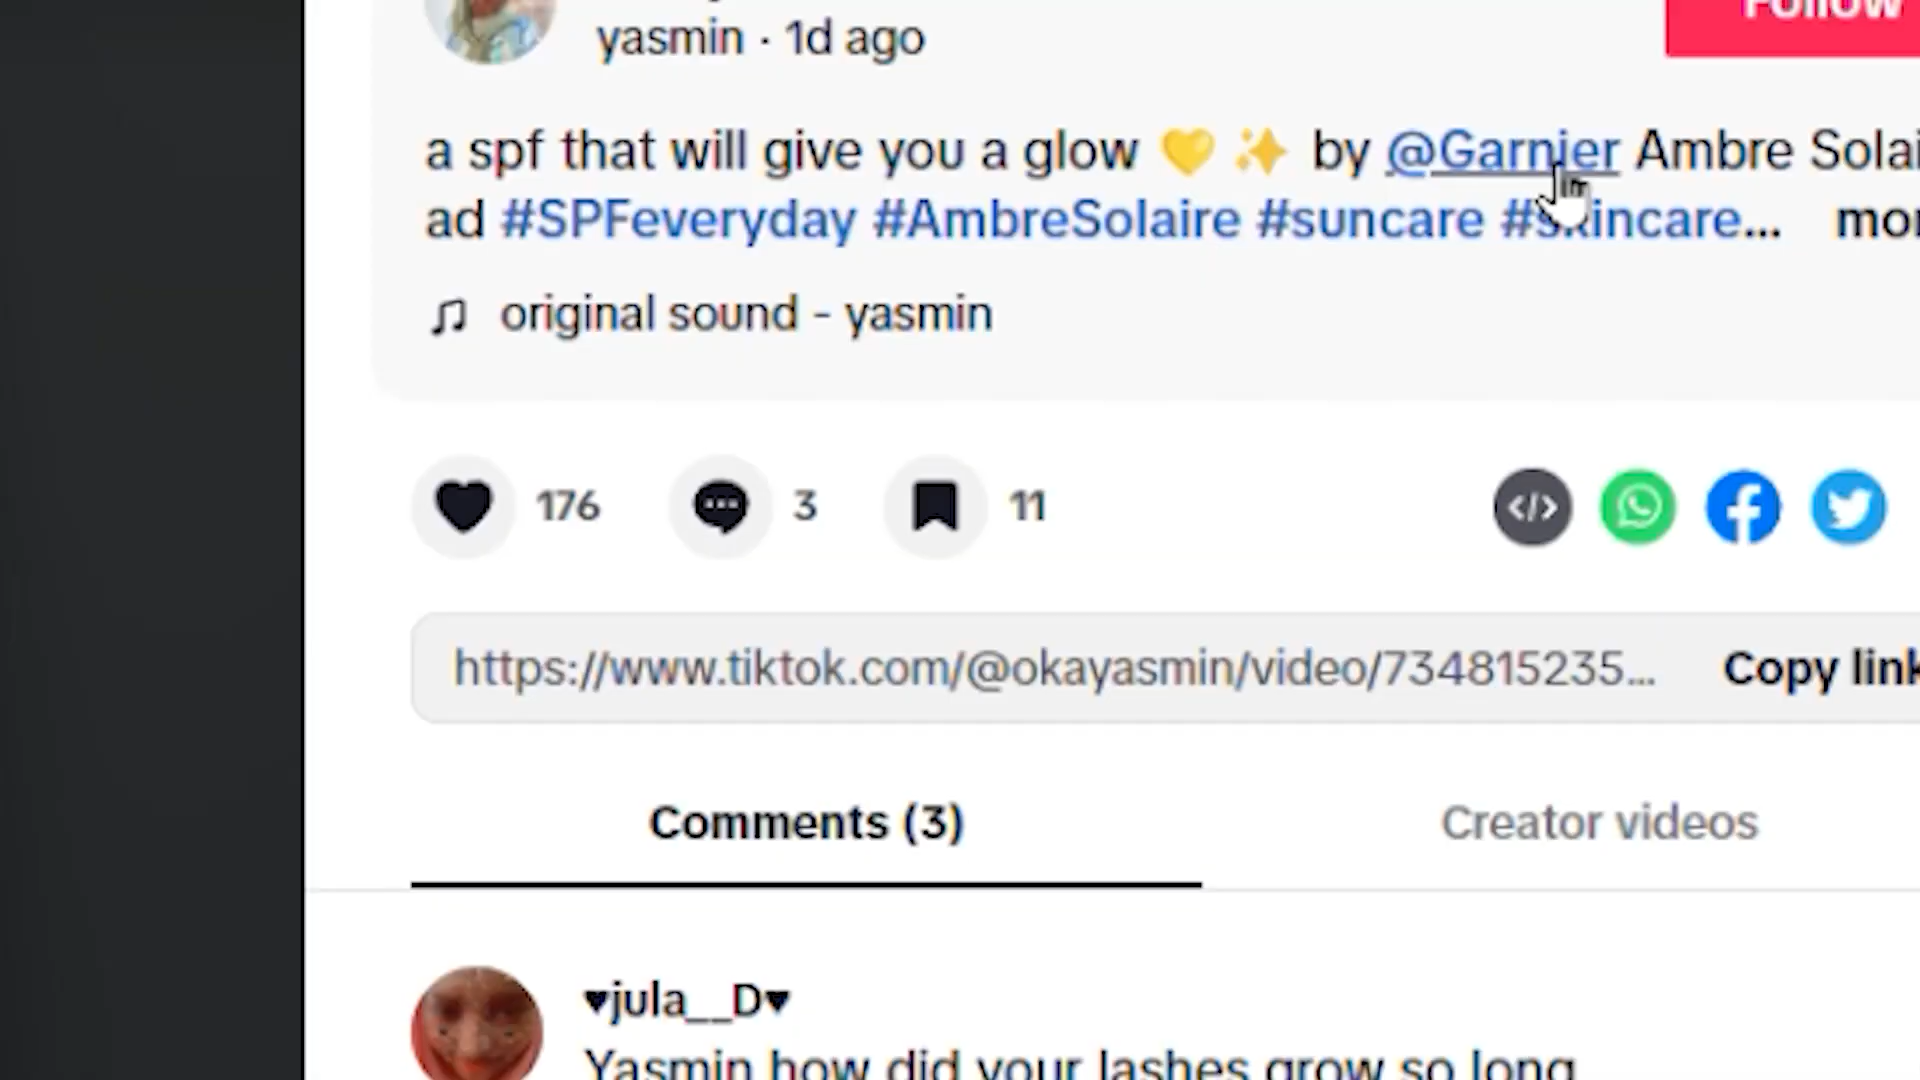 Follow
yasmin · 1d ago
a spf that will give you a glow 💛 ✨ by @Garnier Ambre
ad #SPFeveryday #AmbreSolaire #suncare #skincare...
original sound - yasmin
176
3
11
https://www.tiktok.com/@okayasmin/video/734815235...
Copy link
Comments (3)
Creator videos
♥jula__D♥
Yasmin how did your lashes grow so long